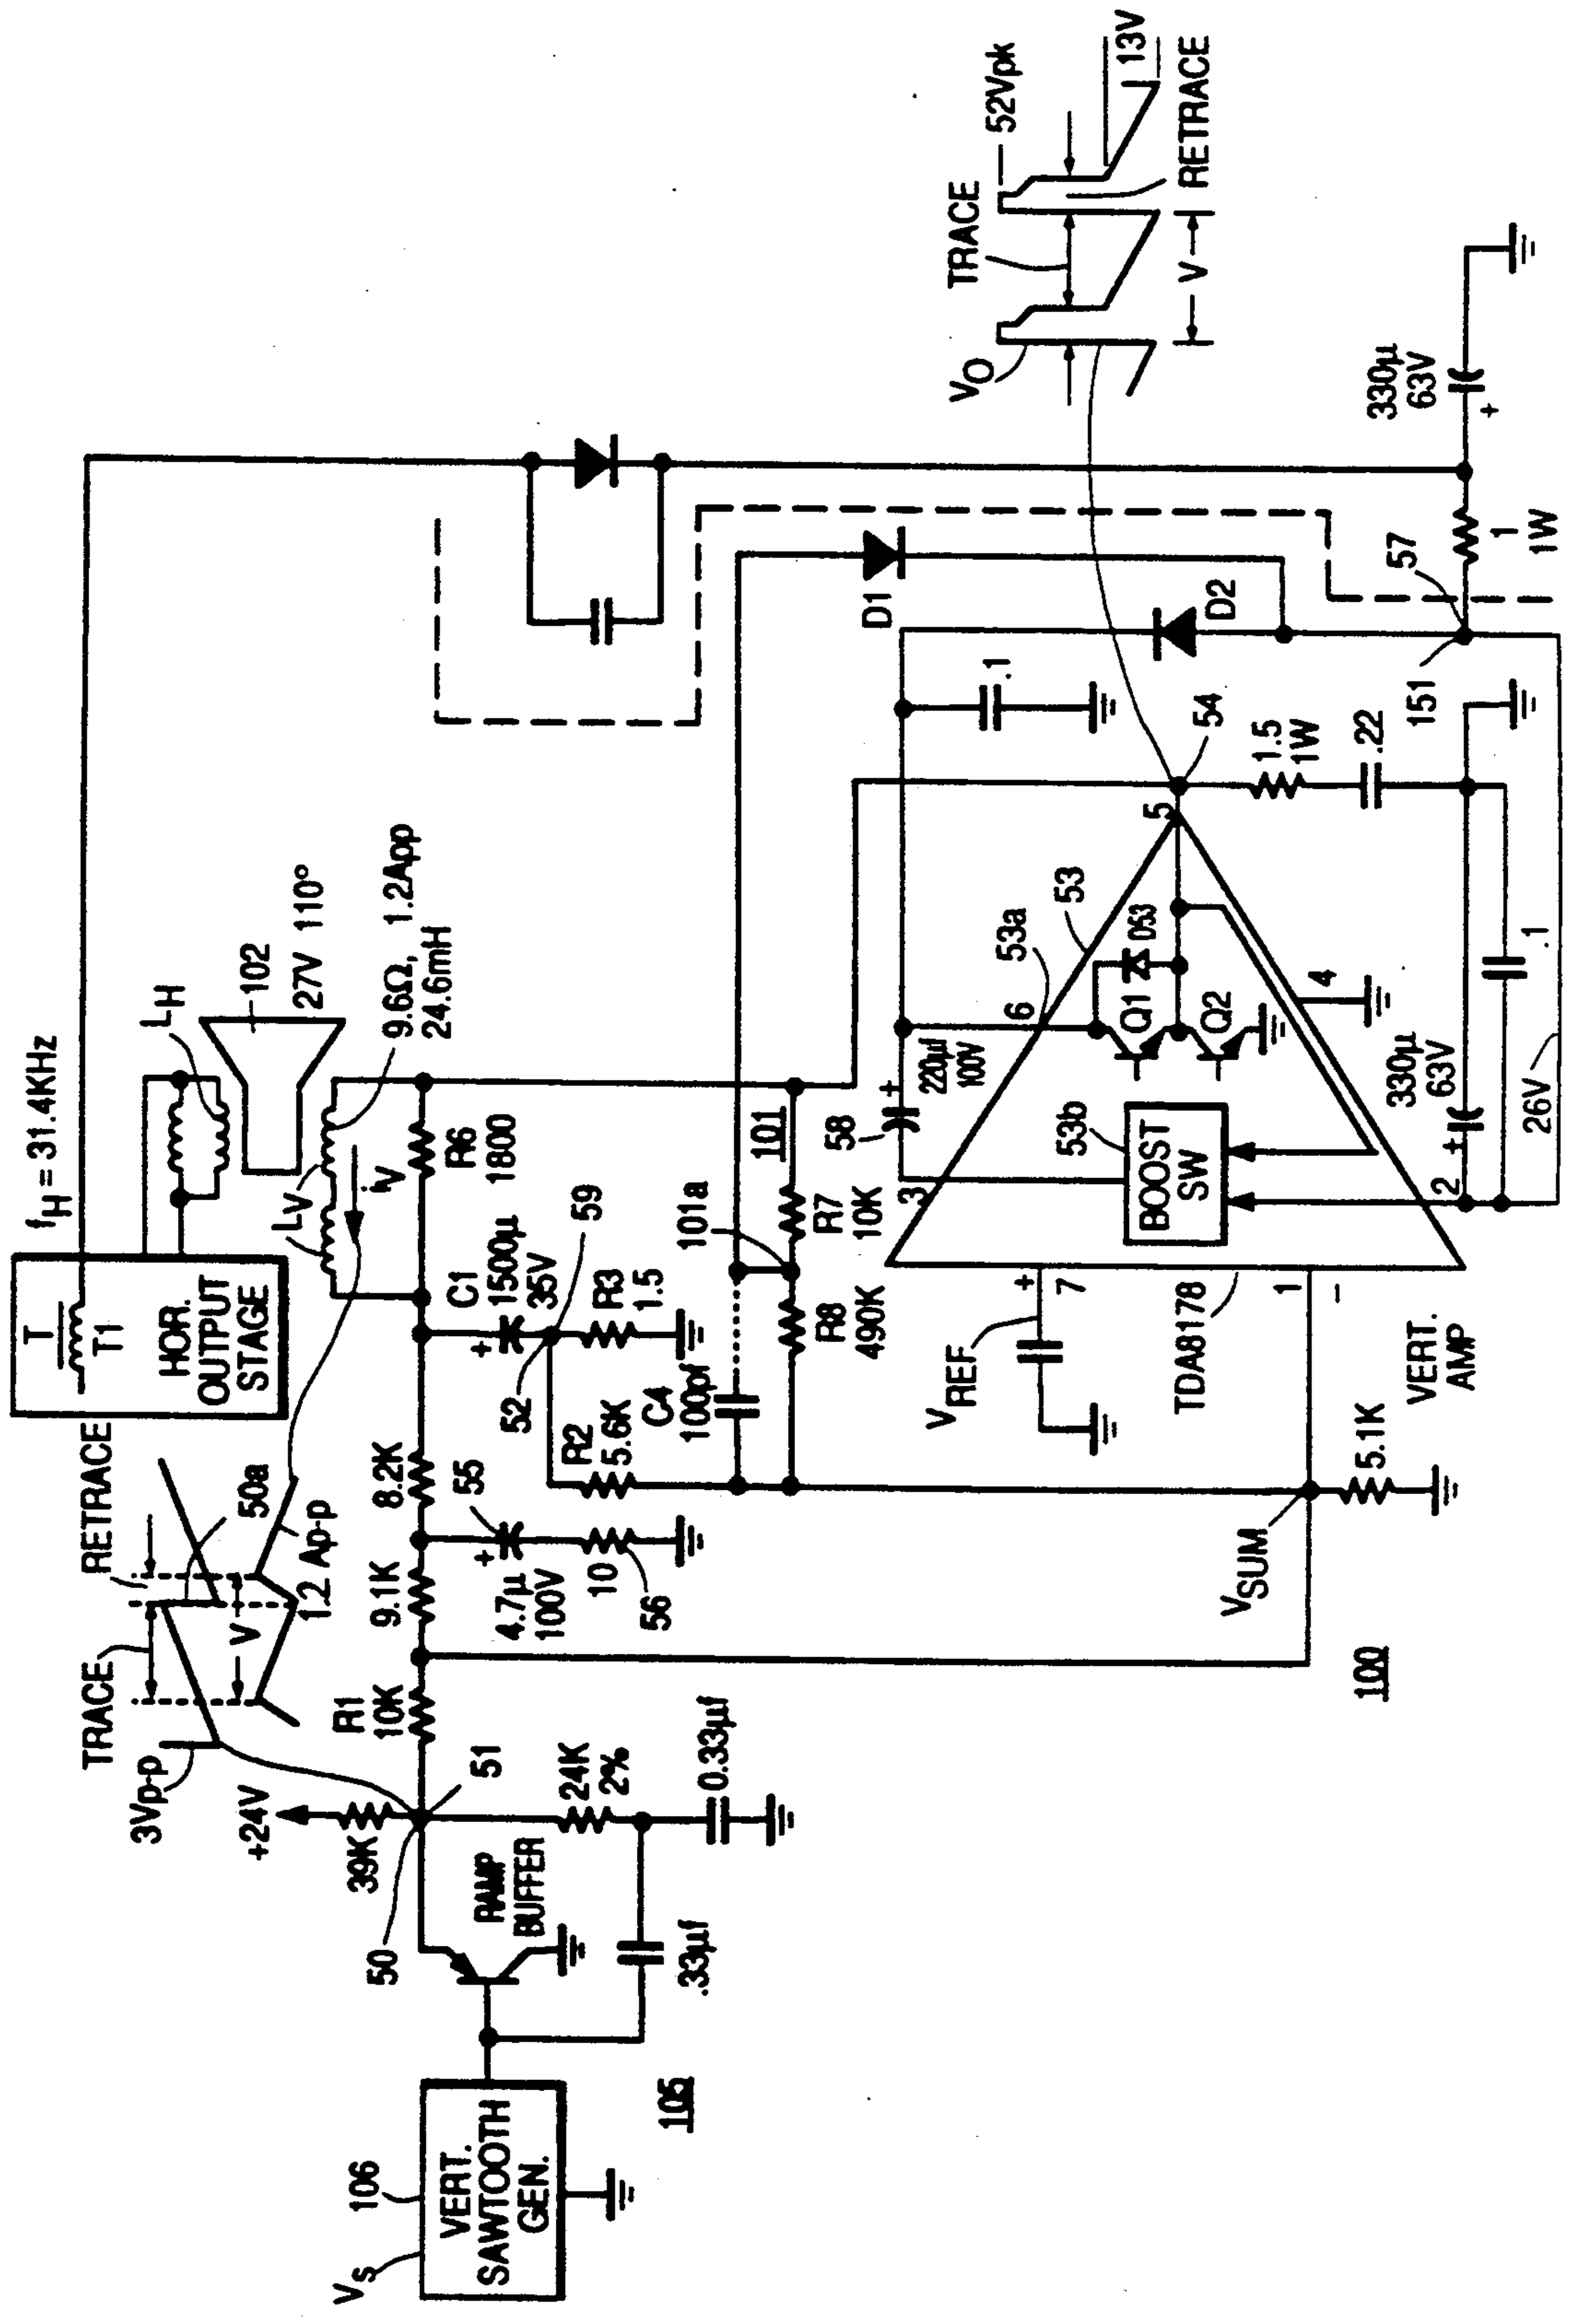 fH = 31.4KHz
T
T1
HOR.
OUTPUT
STAGE
LH
102
27V 110°
9.6Ω, 1.2App
24.6mH
LV
iV
RETRACE
TRACE
50a
V
1.2 Ap-p
3Vp-p
+24V
39K
50
51
R1
10K
9.1K
8.2K
R6
1800
4.7μ
100V
55
10
56
C1
1500μ
35V
52
59
R3
1.5
R2
5.6K
C4
100pf
101a
101
R7
10K
R8
490K
RAMP
BUFFER
24K
2%
0.33μf
.33μf
105
106
VS
VERT.
SAWTOOTH
GEN.
VSUM
5.1K
100
VREF
+
7
TDA8178
1
−
VERT.
AMP
58
+
220μf
100V
3
6
53a
53
53b
BOOST
SW
Q1
Q2
D53
5
54
4
2
+
330μ
63V
.1
26V
1.5
1W
.22
151
57
1
1W
.1
D1
D2
330μ
63V
+
VO
TRACE
52Vpk
13V
RETRACE
V